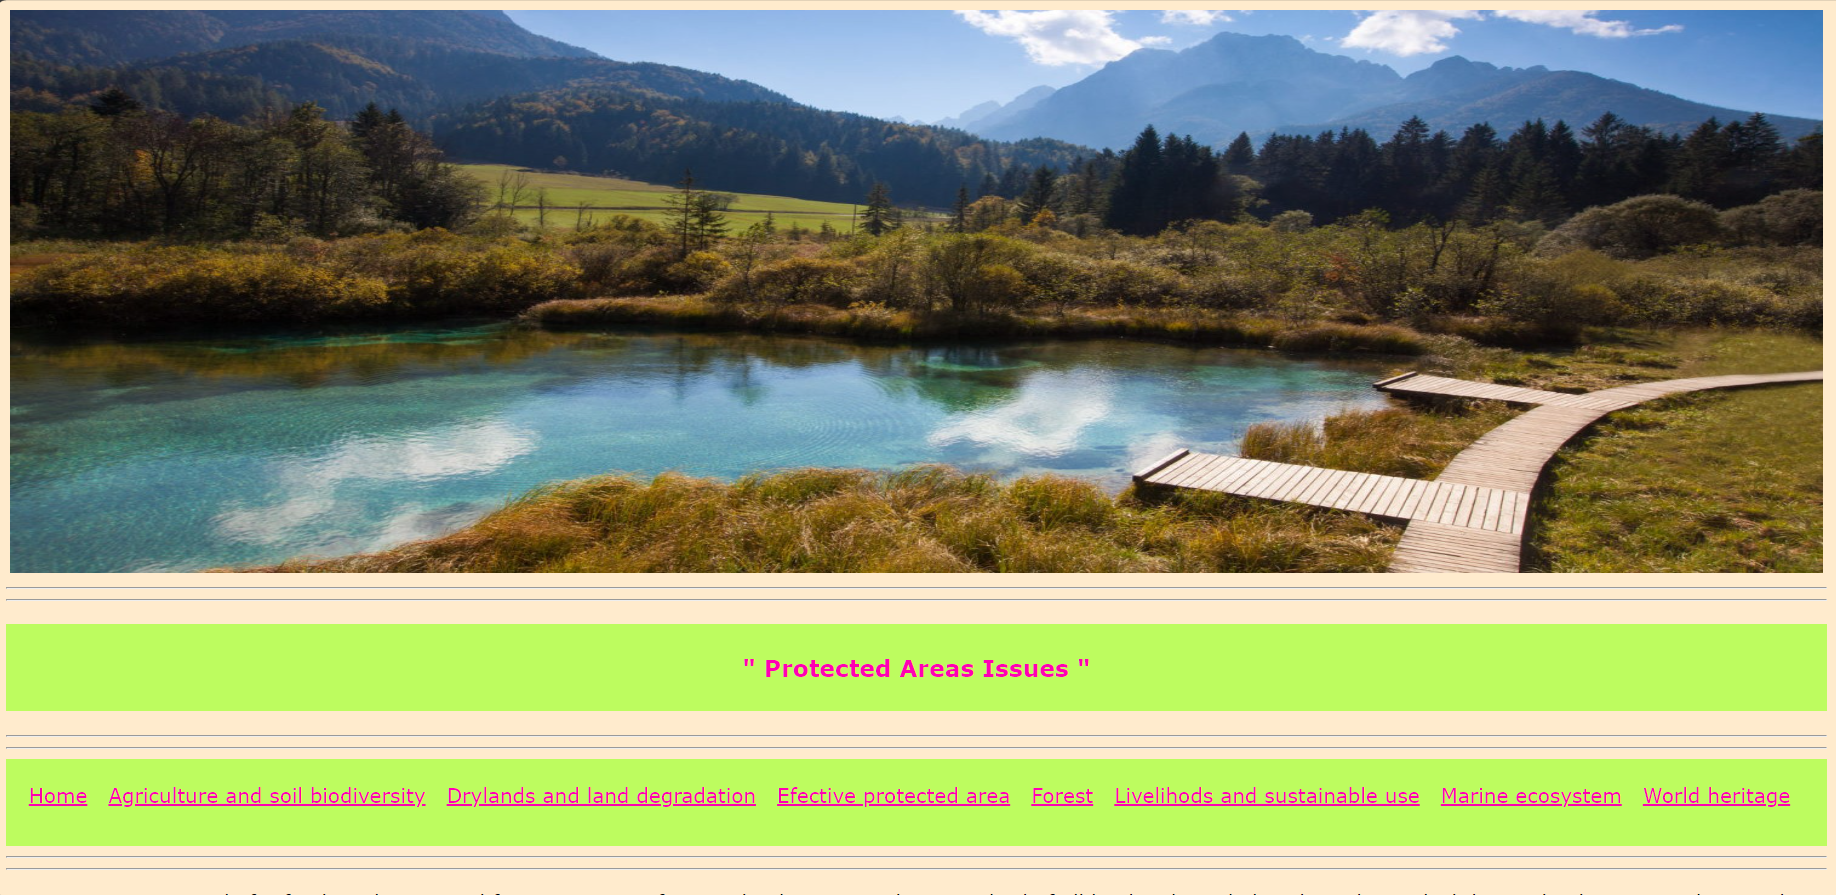 " Protected Areas Issues "
Home Agriculture and soil biodiversity Drylands and land degradation Efective protected area Forest Livelihods and sustainable use Marine ecosystem World heritage